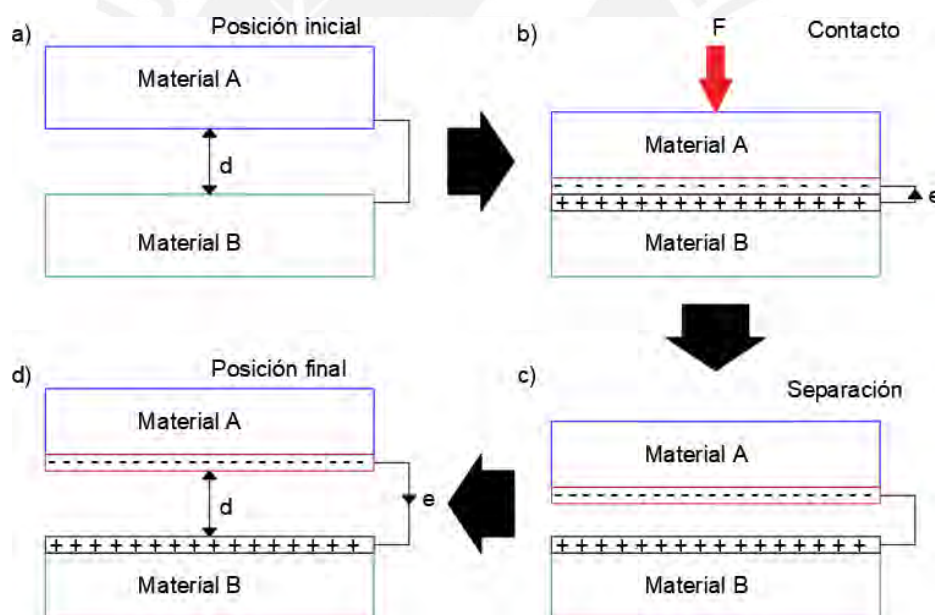 a)
Posición inicial
Material A
d
Material B
b)
F
Contacto
Material A
- - - - - - - - - - - - - - -
+ + + + + + + + + + + + + + +
e
Material B
c)
Separación
Material A
- - - - - - - - - - - - - - - - - -
+ + + + + + + + + + + + + + +
Material B
d)
Posición final
Material A
- - - - - - - - - - - - - - - - - -
d
e
+ + + + + + + + + + + + + + +
Material B